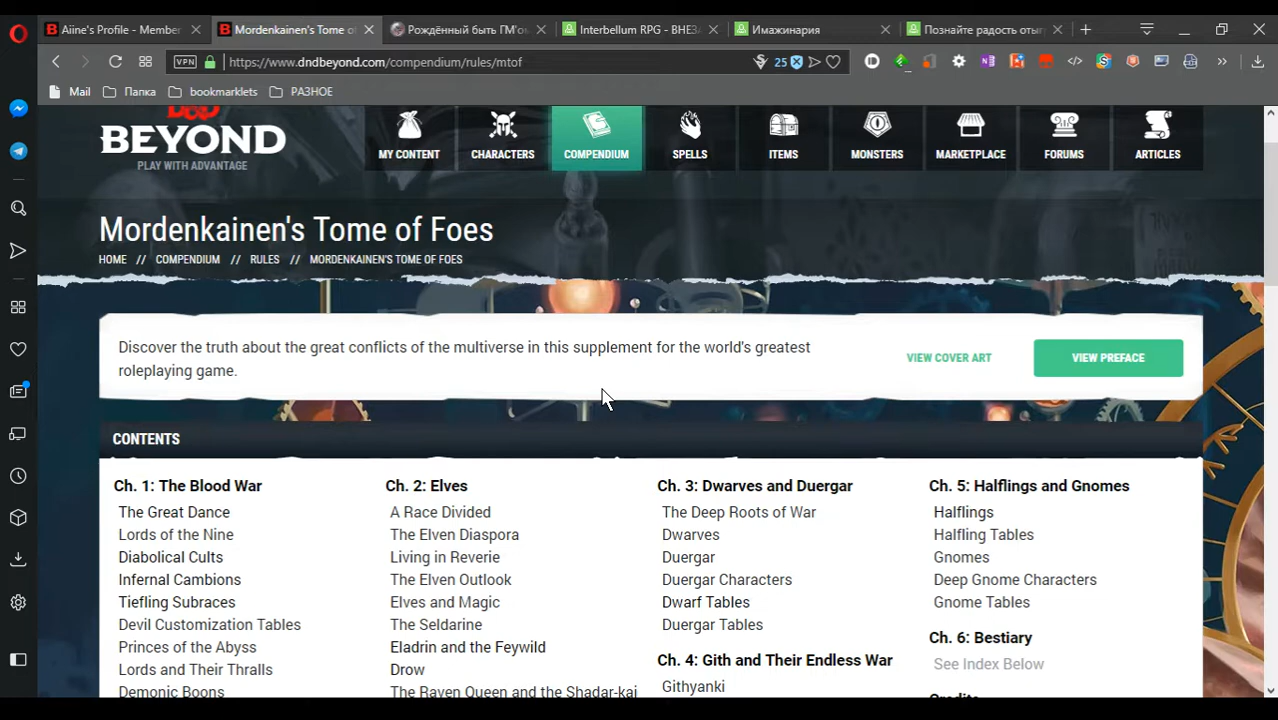 Aiine's Profile - Member
Mordenkainen's Tome of
Рождённый быть ГМ'о
Interbellum RPG - ВНЕЗ
Имажинария
Познайте радость отыг
VPN
https://www.dndbeyond.com/compendium/rules/mtof
25
Mail
Папка
bookmarklets
РАЗНОЕ
D&D
BEYOND
PLAY WITH ADVANTAGE
MY CONTENT
CHARACTERS
COMPENDIUM
SPELLS
ITEMS
MONSTERS
MARKETPLACE
FORUMS
ARTICLES
Mordenkainen's Tome of Foes
HOME // COMPENDIUM // RULES // MORDENKAINEN'S TOME OF FOES
Discover the truth about the great conflicts of the multiverse in this supplement for the world's greatest
roleplaying game.
VIEW COVER ART
VIEW PREFACE
CONTENTS
Ch. 1: The Blood War
The Great Dance
Lords of the Nine
Diabolical Cults
Infernal Cambions
Tiefling Subraces
Devil Customization Tables
Princes of the Abyss
Lords and Their Thralls
Demonic Boons
Ch. 2: Elves
A Race Divided
The Elven Diaspora
Living in Reverie
The Elven Outlook
Elves and Magic
The Seldarine
Eladrin and the Feywild
Drow
The Raven Queen and the Shadar-kai
Ch. 3: Dwarves and Duergar
The Deep Roots of War
Dwarves
Duergar
Duergar Characters
Dwarf Tables
Duergar Tables
Ch. 4: Gith and Their Endless War
Githyanki
Ch. 5: Halflings and Gnomes
Halflings
Halfling Tables
Gnomes
Deep Gnome Characters
Gnome Tables
Ch. 6: Bestiary
See Index Below
Credits